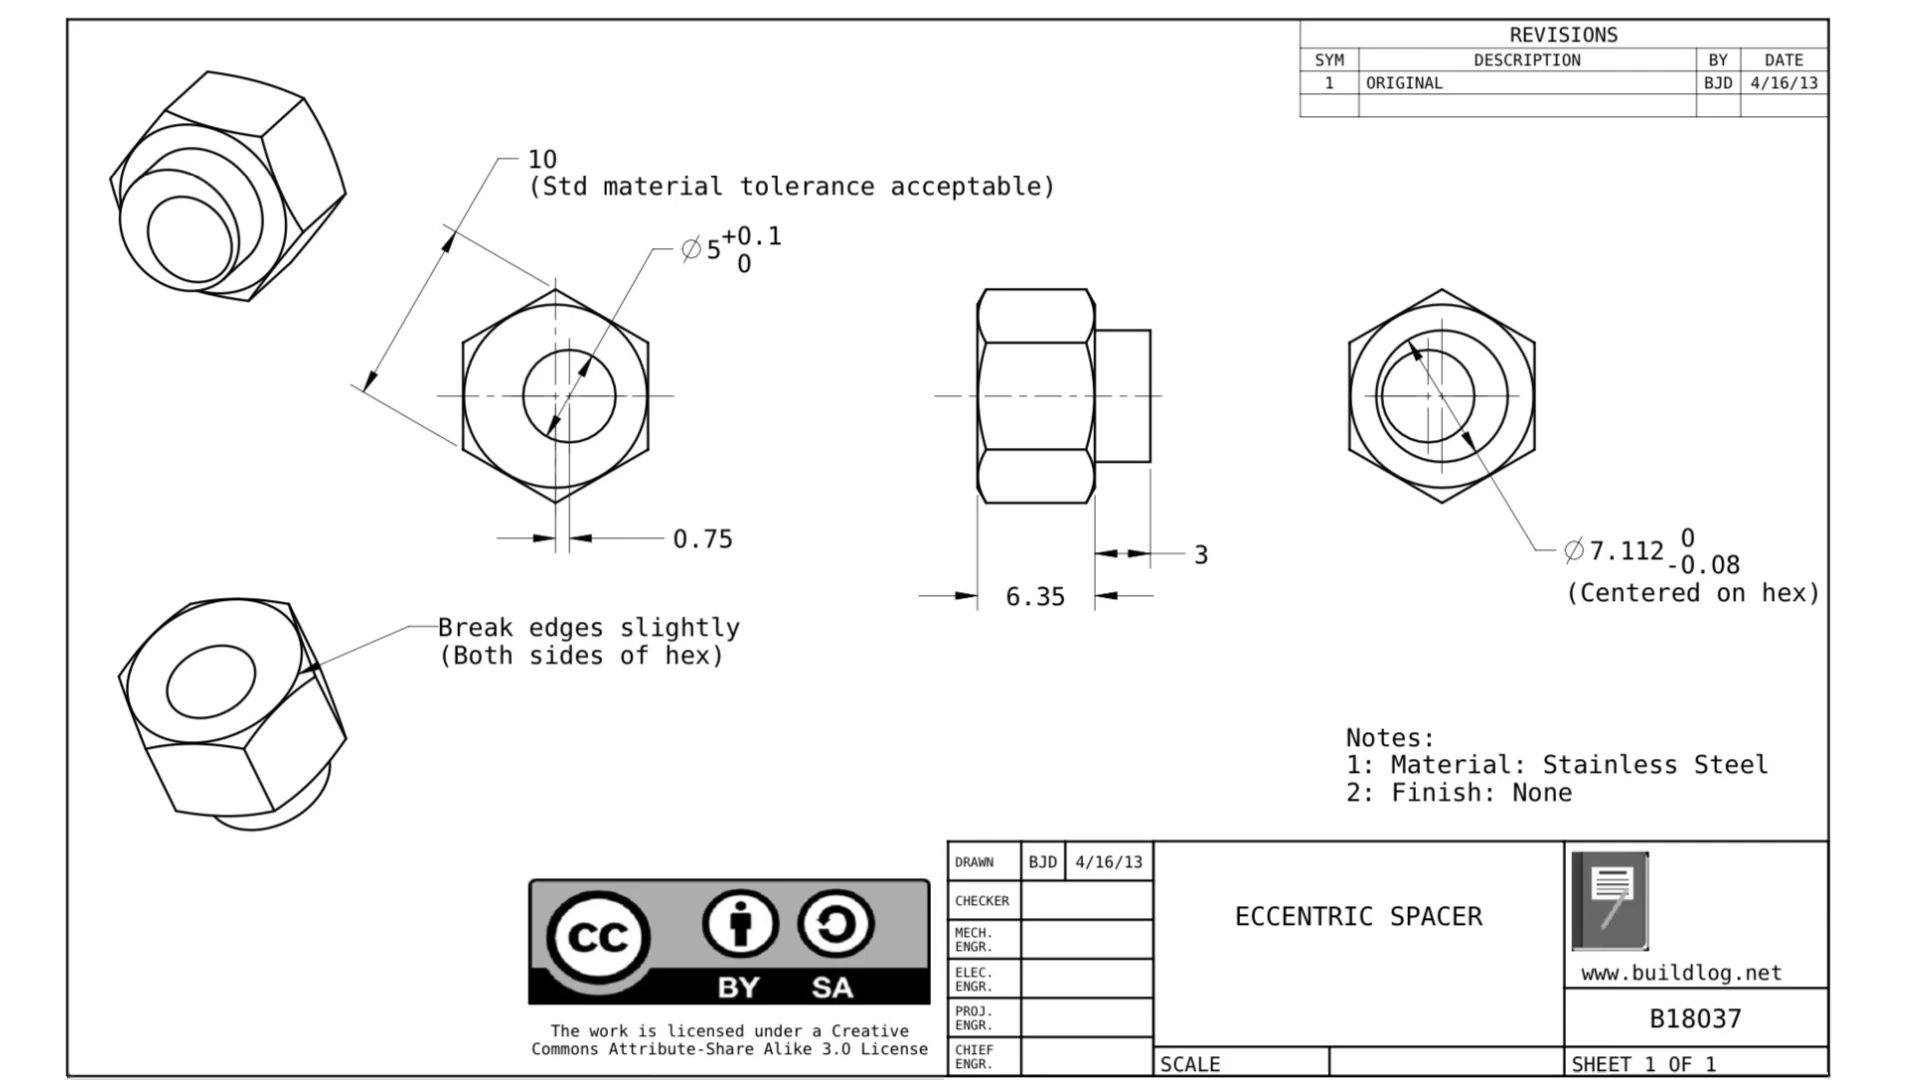 REVISIONS
SYM DESCRIPTION BY DATE
1 ORIGINAL BJD 4/16/13
10
(Std material tolerance acceptable)
∅5 +0.1
0
0.75
3
6.35
∅7.112 0
-0.08
(Centered on hex)
Break edges slightly
(Both sides of hex)
Notes:
1: Material: Stainless Steel
2: Finish: None
cc
BY SA
The work is licensed under a Creative
Commons Attribute-Share Alike 3.0 License
DRAWN BJD 4/16/13
CHECKER
MECH.
ENGR.
ELEC.
ENGR.
PROJ.
ENGR.
CHIEF
ENGR.
ECCENTRIC SPACER
SCALE
www.buildlog.net
B18037
SHEET 1 OF 1